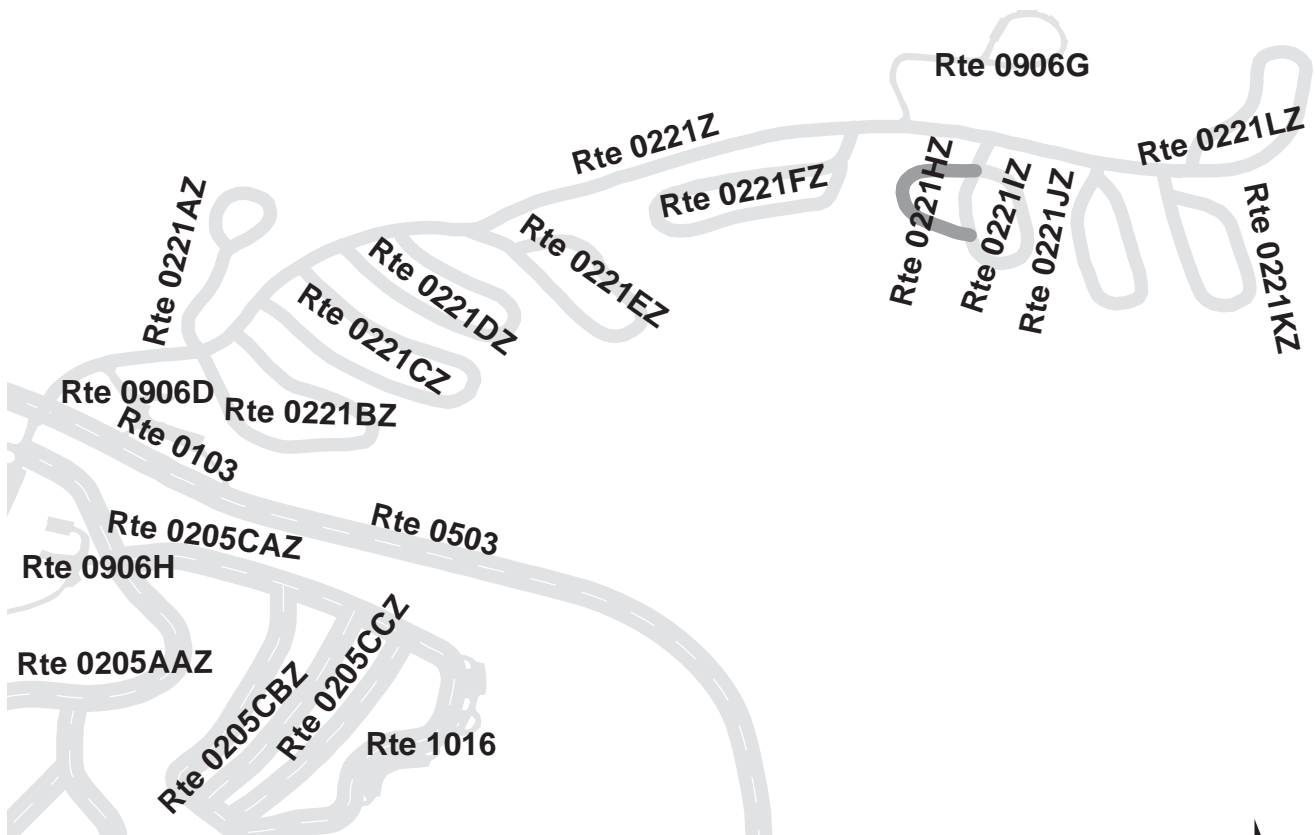 Rte 0906G
Rte 0221Z
Rte 0221LZ
Rte 0221FZ
Rte 0221HZ
Rte 0221IZ
Rte 0221JZ
Rte 0221KZ
Rte 0221AZ
Rte 0221EZ
Rte 0221DZ
Rte 0221CZ
Rte 0906D
Rte 0221BZ
Rte 0103
Rte 0503
Rte 0205CAZ
Rte 0906H
Rte 0205AAZ
Rte 0205CBZ
Rte 0205CCZ
Rte 1016